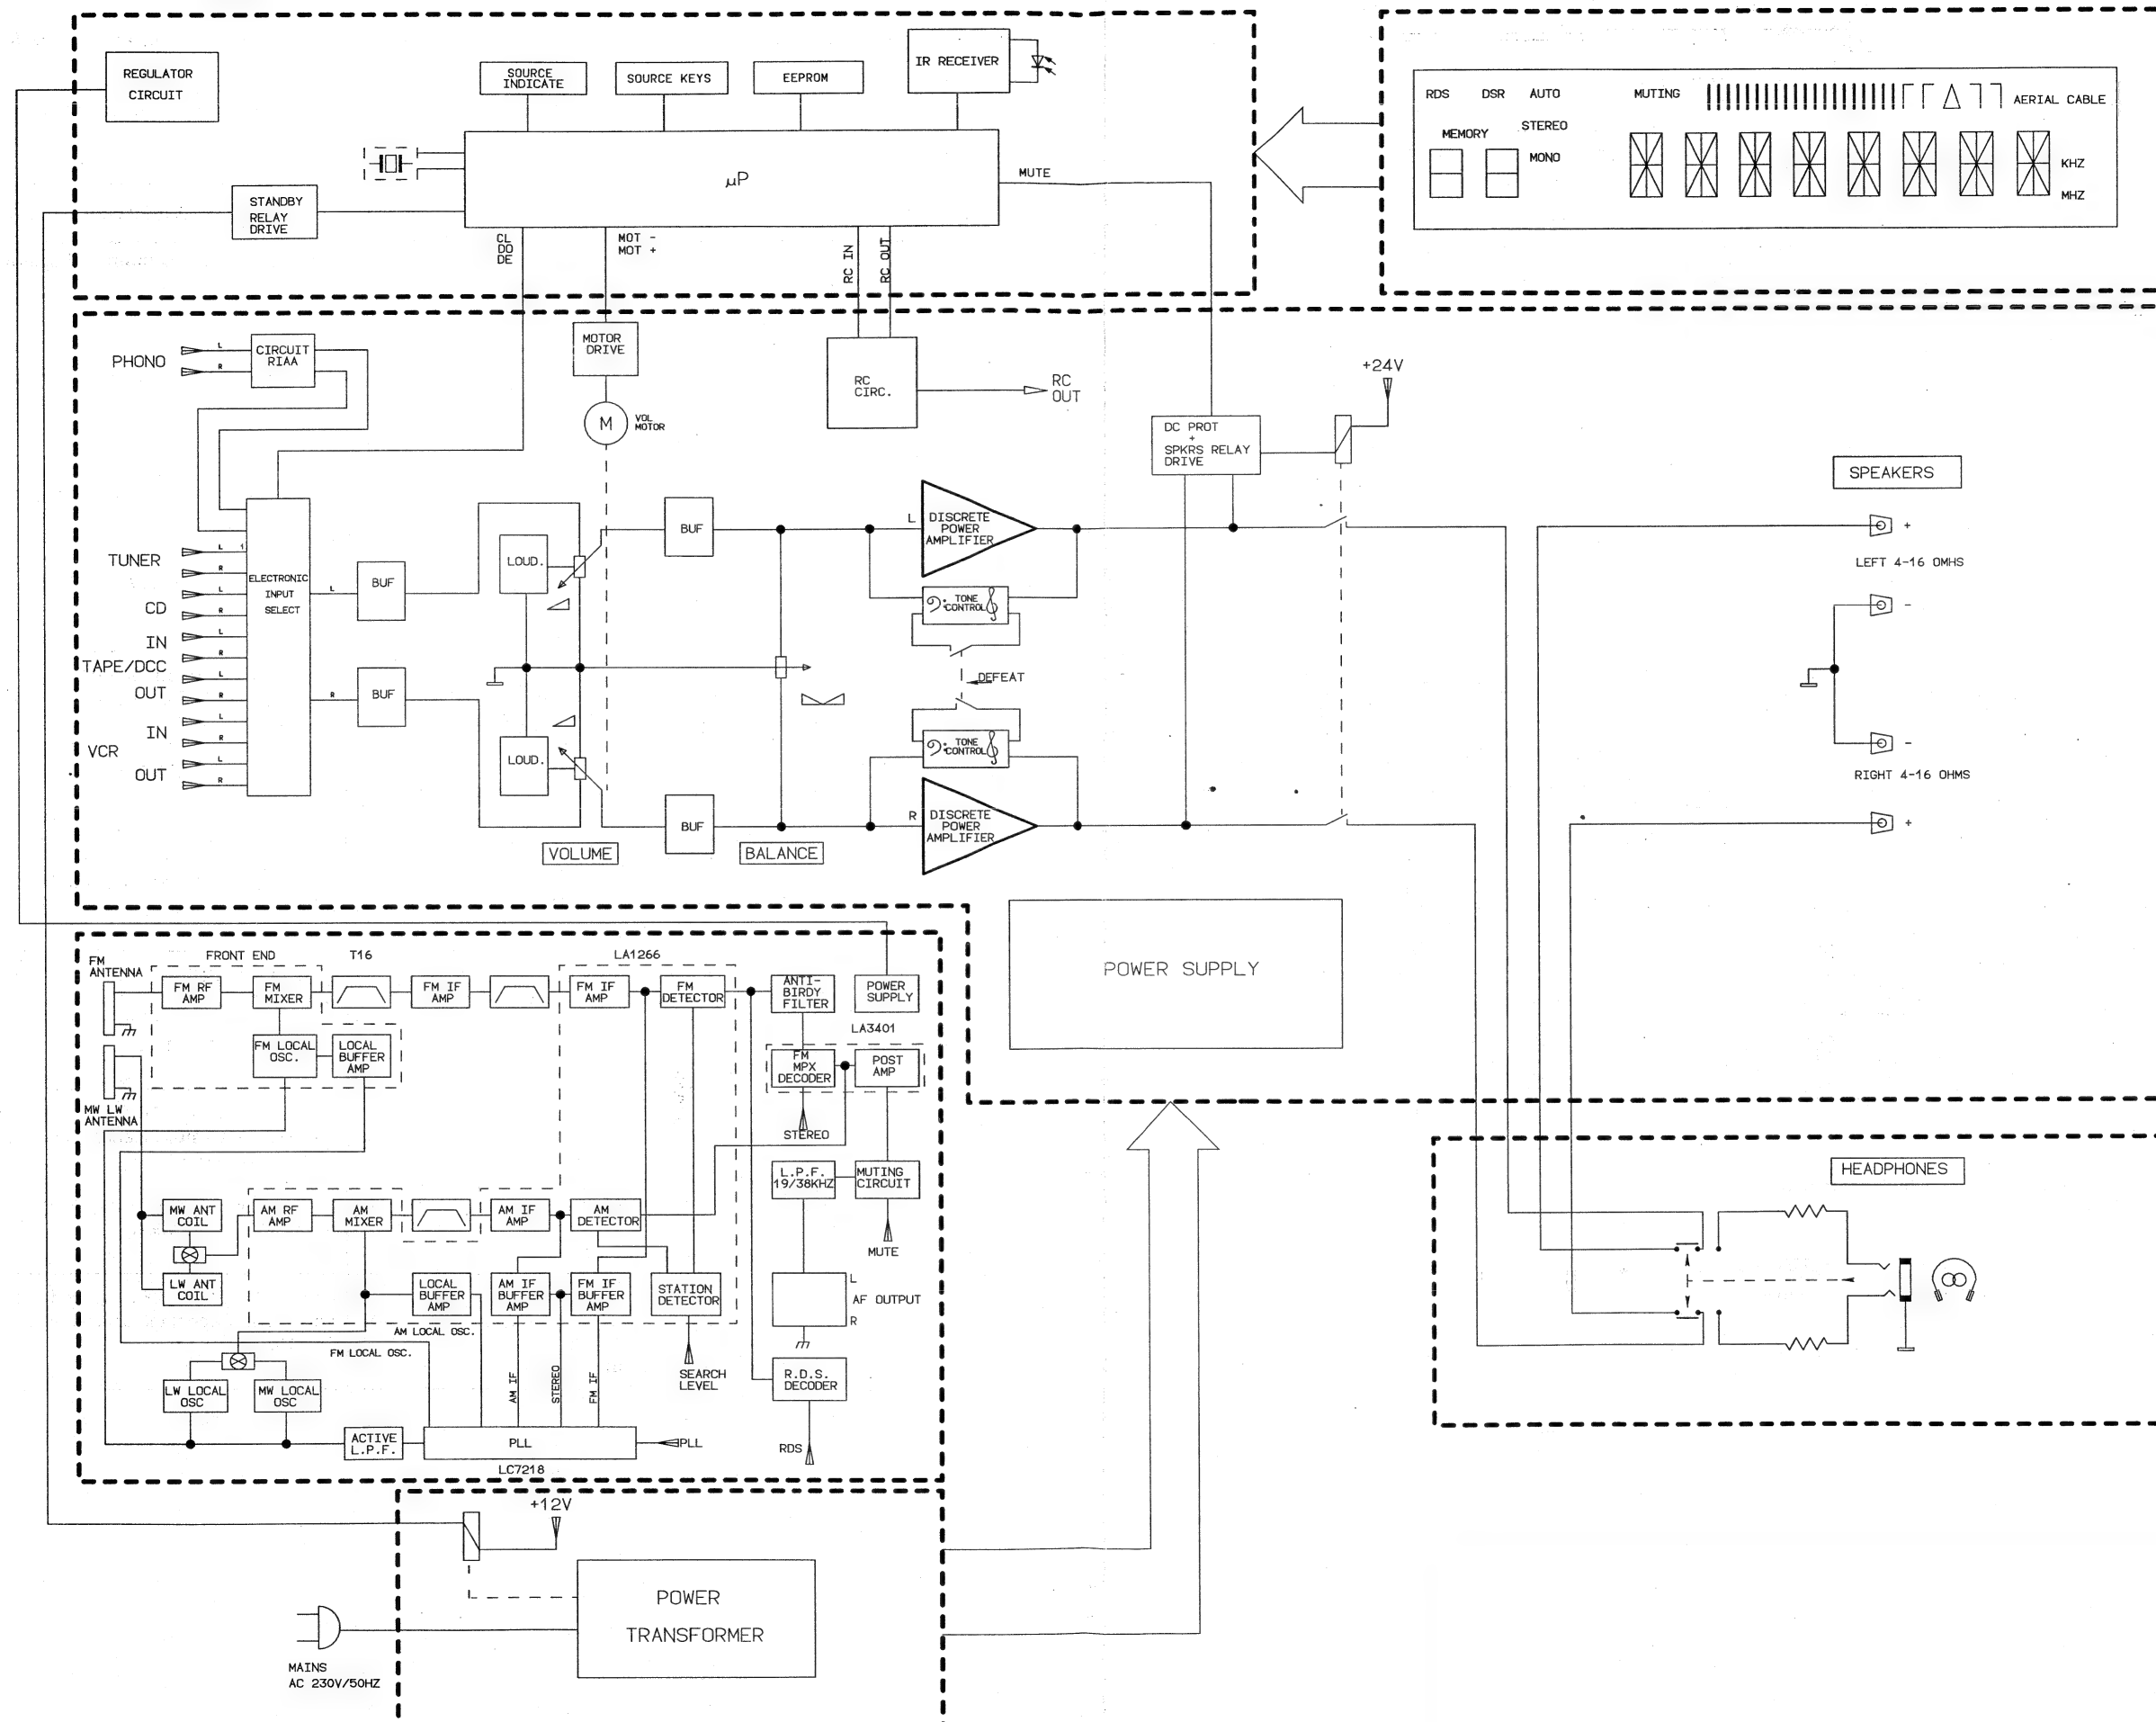 REGULATOR
CIRCUIT
SOURCE
INDICATE
SOURCE KEYS
EEPROM
IR RECEIVER
µP
MUTE
STANDBY
RELAY
DRIVE
CL
DO
DE
MOT -
MOT +
RC IN
RC OUT
RDS
DSR
AUTO
MUTING
AERIAL CABLE
MEMORY
STEREO
MONO
KHZ
MHZ
PHONO
L
R
CIRCUIT
RIAA
MOTOR
DRIVE
M
VOL
MOTOR
RC
CIRC.
RC
OUT
+24V
DC PROT
+
SPKRS RELAY
DRIVE
SPEAKERS
+
LEFT 4-16 OMHS
-
-
RIGHT 4-16 OHMS
+
TUNER
L
R
1
CD
L
R
IN
L
R
TAPE/DCC
OUT
L
R
IN
L
R
VCR
OUT
L
R
ELECTRONIC
INPUT
SELECT
L
R
BUF
BUF
LOUD.
LOUD.
BUF
BUF
VOLUME
BALANCE
L
DISCRETE
POWER
AMPLIFIER
TONE
CONTROL
DEFEAT
TONE
CONTROL
R
DISCRETE
POWER
AMPLIFIER
POWER SUPPLY
FM
ANTENNA
FRONT END
T16
LA1266
FM RF
AMP
FM
MIXER
FM IF
AMP
FM IF
AMP
FM
DETECTOR
ANTI-
BIRDY
FILTER
POWER
SUPPLY
LA3401
FM LOCAL
OSC.
LOCAL
BUFFER
AMP
FM
MPX
DECODER
POST
AMP
MW LW
ANTENNA
STEREO
L.P.F.
19/38KHZ
MUTING
CIRCUIT
MUTE
MW ANT
COIL
AM RF
AMP
AM
MIXER
AM IF
AMP
AM
DETECTOR
LW ANT
COIL
LOCAL
BUFFER
AMP
AM IF
BUFFER
AMP
FM IF
BUFFER
AMP
STATION
DETECTOR
L
AF OUTPUT
R
AM LOCAL OSC.
FM LOCAL OSC.
SEARCH
LEVEL
R.D.S.
DECODER
LW LOCAL
OSC
MW LOCAL
OSC
AM IF
STEREO
FM IF
ACTIVE
L.P.F.
PLL
PLL
RDS
LC7218
HEADPHONES
+12V
POWER
TRANSFORMER
MAINS
AC 230V/50HZ